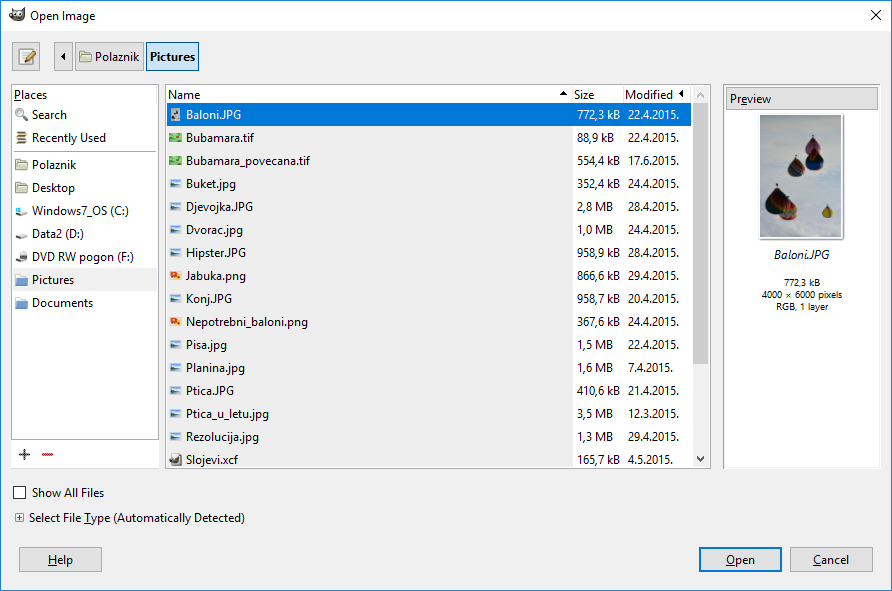 Open Image
Polaznik Pictures
Places
Search
Recently Used
Polaznik
Desktop
Windows7_OS (C:)
Data2 (D:)
DVD RW pogon (F:)
Pictures
Documents
Name Size Modified
Baloni.JPG 772,3 kB 22.4.2015.
Bubamara.tif 88,9 kB 22.4.2015.
Bubamara_povecana.tif 554,4 kB 17.6.2015.
Buket.jpg 352,4 kB 24.4.2015.
Djevojka.JPG 2,8 MB 28.4.2015.
Dvorac.jpg 1,0 MB 24.4.2015.
Hipster.JPG 958,9 kB 28.4.2015.
Jabuka.png 866,6 kB 29.4.2015.
Konj.JPG 958,7 kB 20.4.2015.
Nepotrebni_baloni.png 367,6 kB 24.4.2015.
Pisa.jpg 1,5 MB 22.4.2015.
Planina.jpg 1,6 MB 7.4.2015.
Ptica.JPG 410,6 kB 21.4.2015.
Ptica_u_letu.jpg 3,5 MB 12.3.2015.
Rezolucija.jpg 1,3 MB 29.4.2015.
Slojevi.xcf 165,7 kB 4.5.2015.
Preview
Baloni.JPG
772,3 kB
4000 × 6000 pixels
RGB, 1 layer
Show All Files
Select File Type (Automatically Detected)
Help Open Cancel